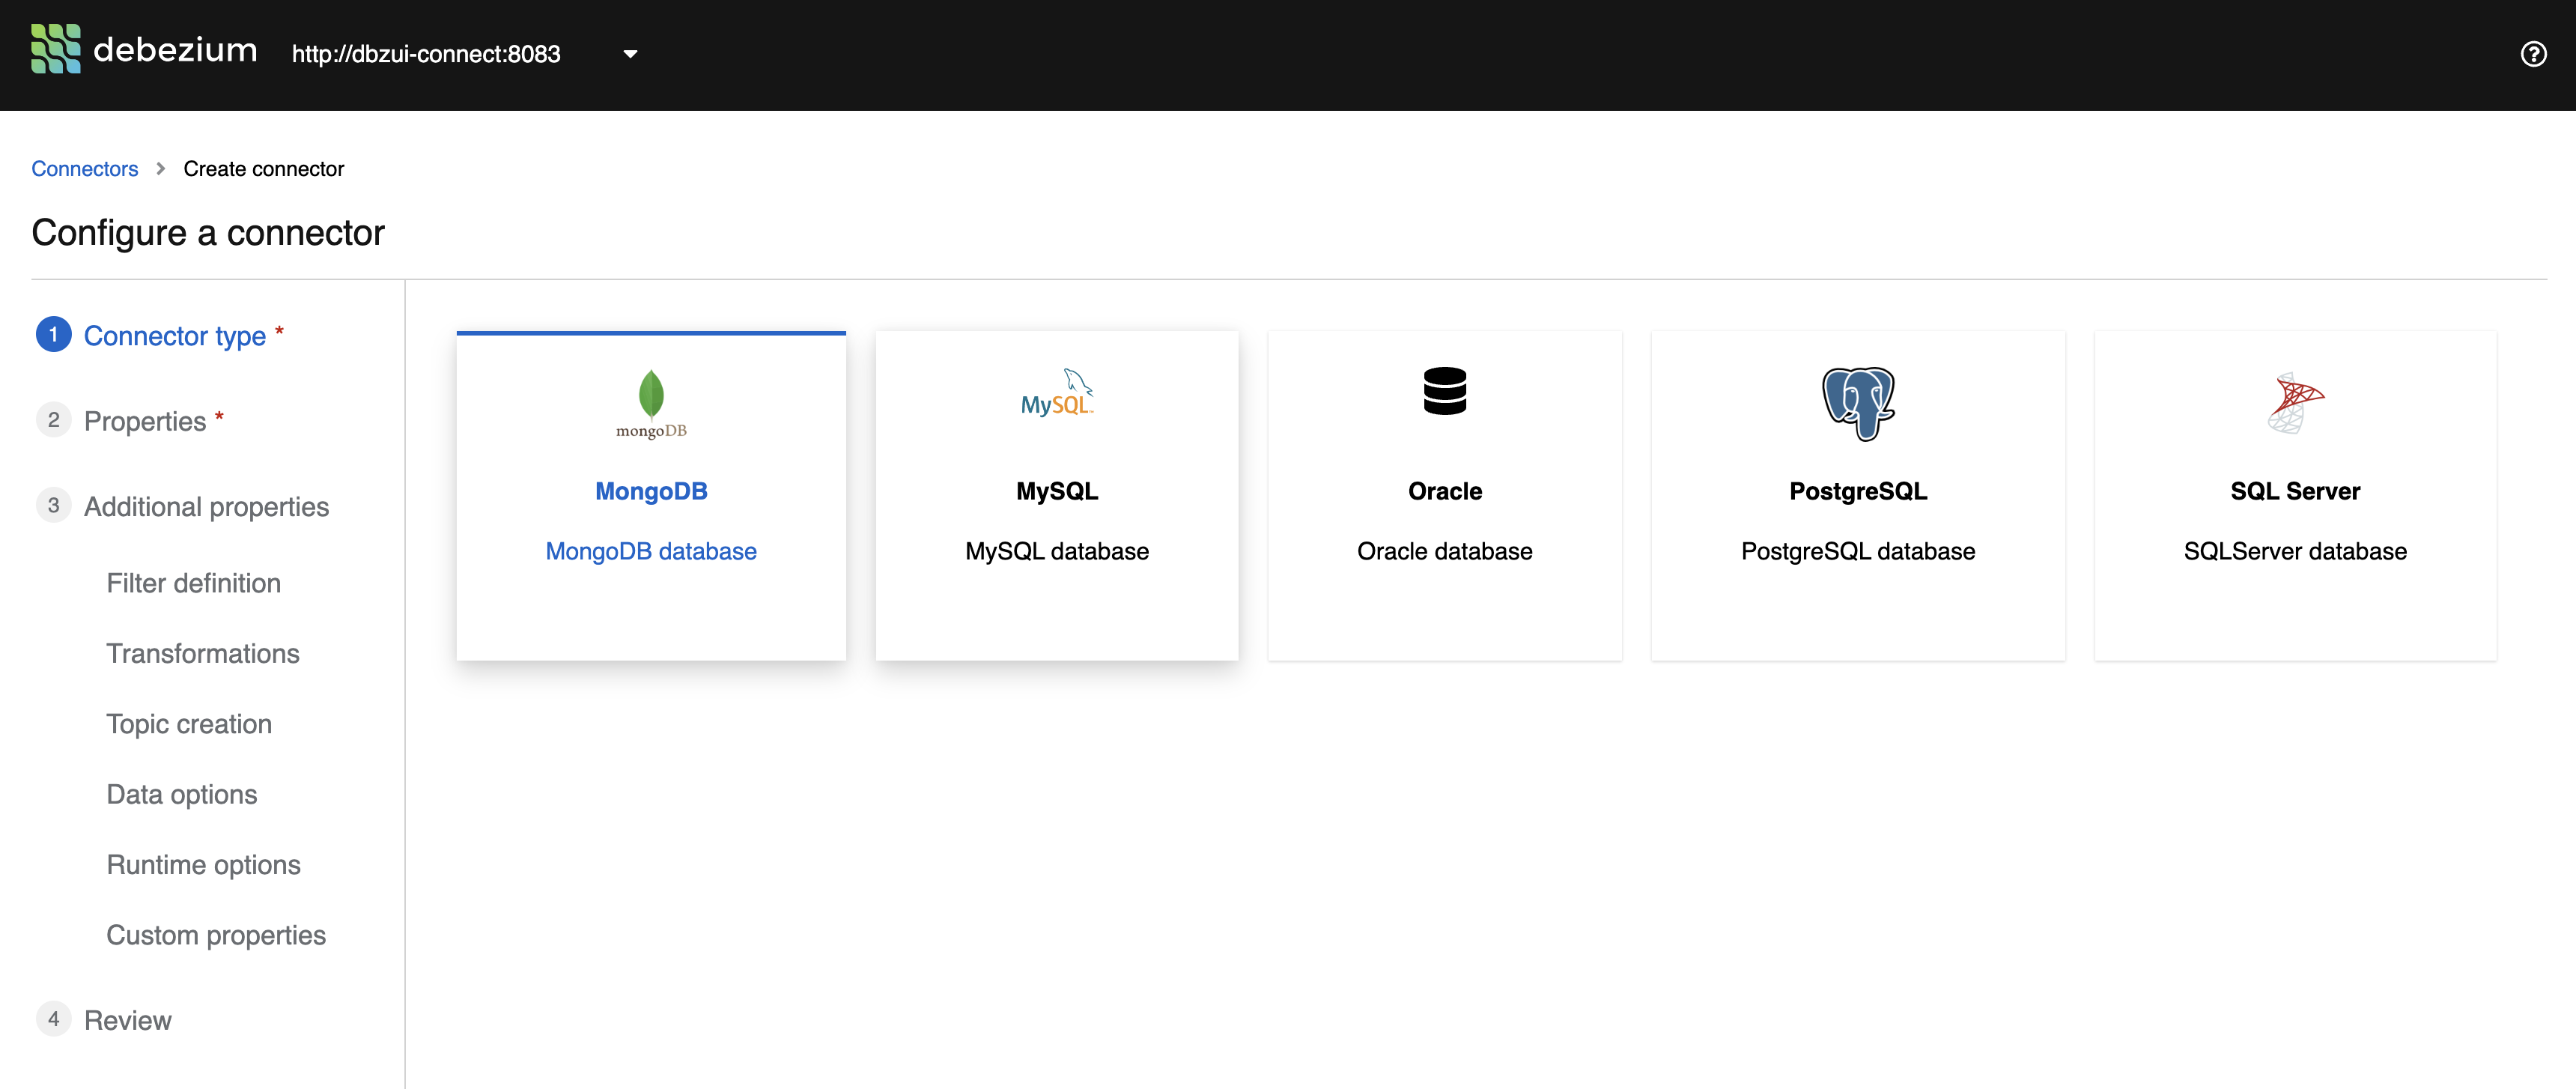 debezium
http://dbzui-connect:8083
?
Connectors > Create connector
Configure a connector
1 Connector type *
2 Properties *
3 Additional properties
Filter definition
Transformations
Topic creation
Data options
Runtime options
Custom properties
4 Review
mongoDB
MongoDB
MongoDB database
MySQL
MySQL
MySQL database
Oracle
Oracle database
PostgreSQL
PostgreSQL database
SQL Server
SQLServer database